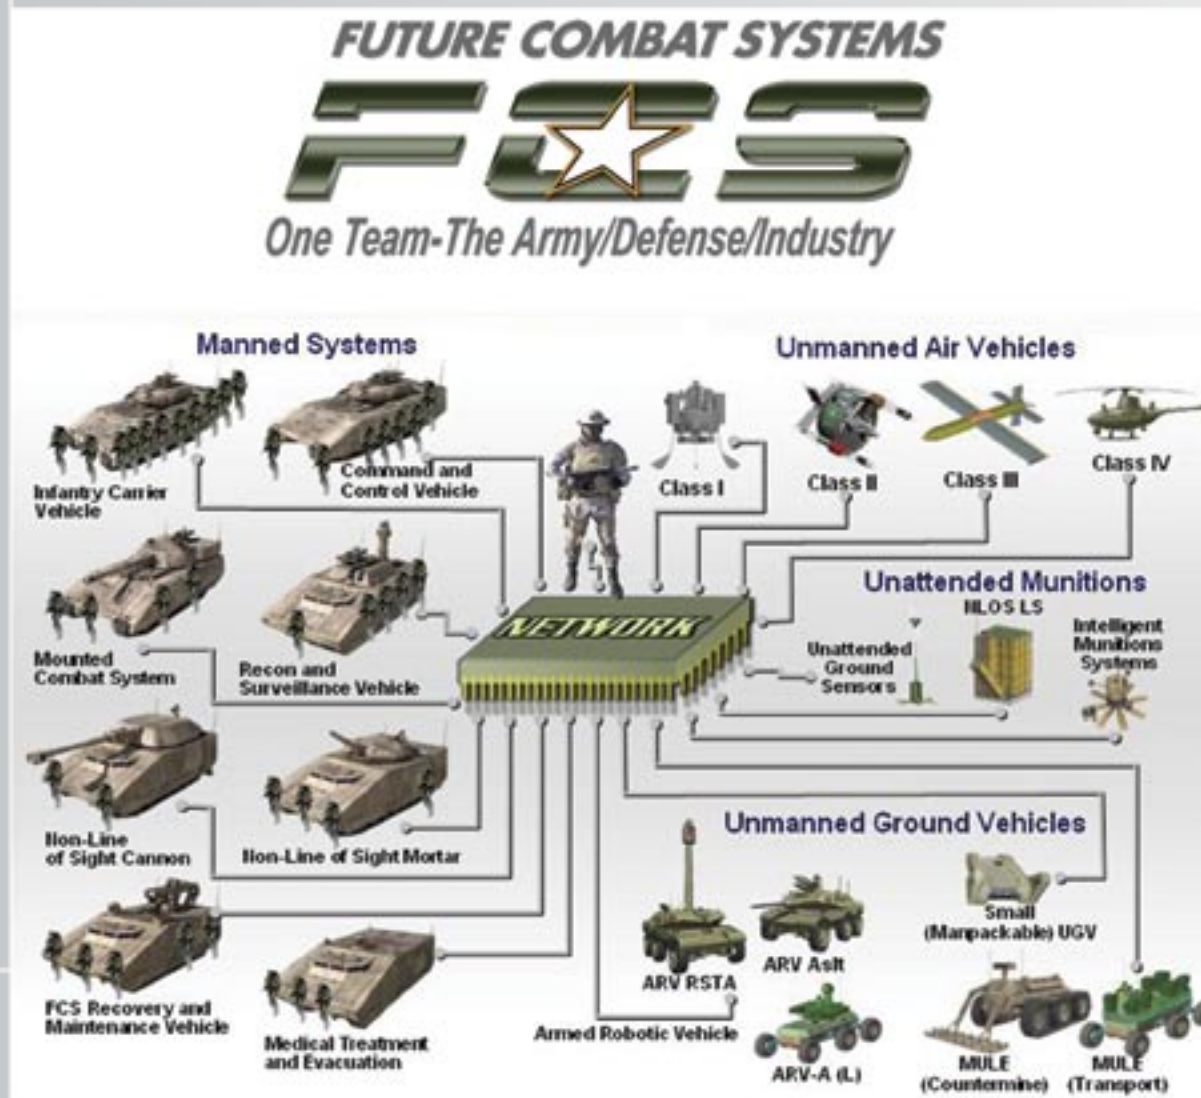 FUTURE COMBAT SYSTEMS
FCS
One Team-The Army/Defense/Industry
Manned Systems
Infantry Carrier
Vehicle
Command and
Control Vehicle
Mounted
Combat System
Recon and
Surveillance Vehicle
Non-Line
of Sight Cannon
Non-Line of Sight Mortar
FCS Recovery and
Maintenance Vehicle
Medical Treatment
and Evacuation
NETWORK
Unmanned Air Vehicles
Class I
Class II
Class III
Class IV
Unattended Munitions
NLOS LS
Unattended
Ground
Sensors
Intelligent
Munitions
Systems
Unmanned Ground Vehicles
ARV RSTA
ARV Aslt
Small
(Manpackable) UGV
Armed Robotic Vehicle
ARV-A (L)
MULE
(Countermine)
MULE
(Transport)